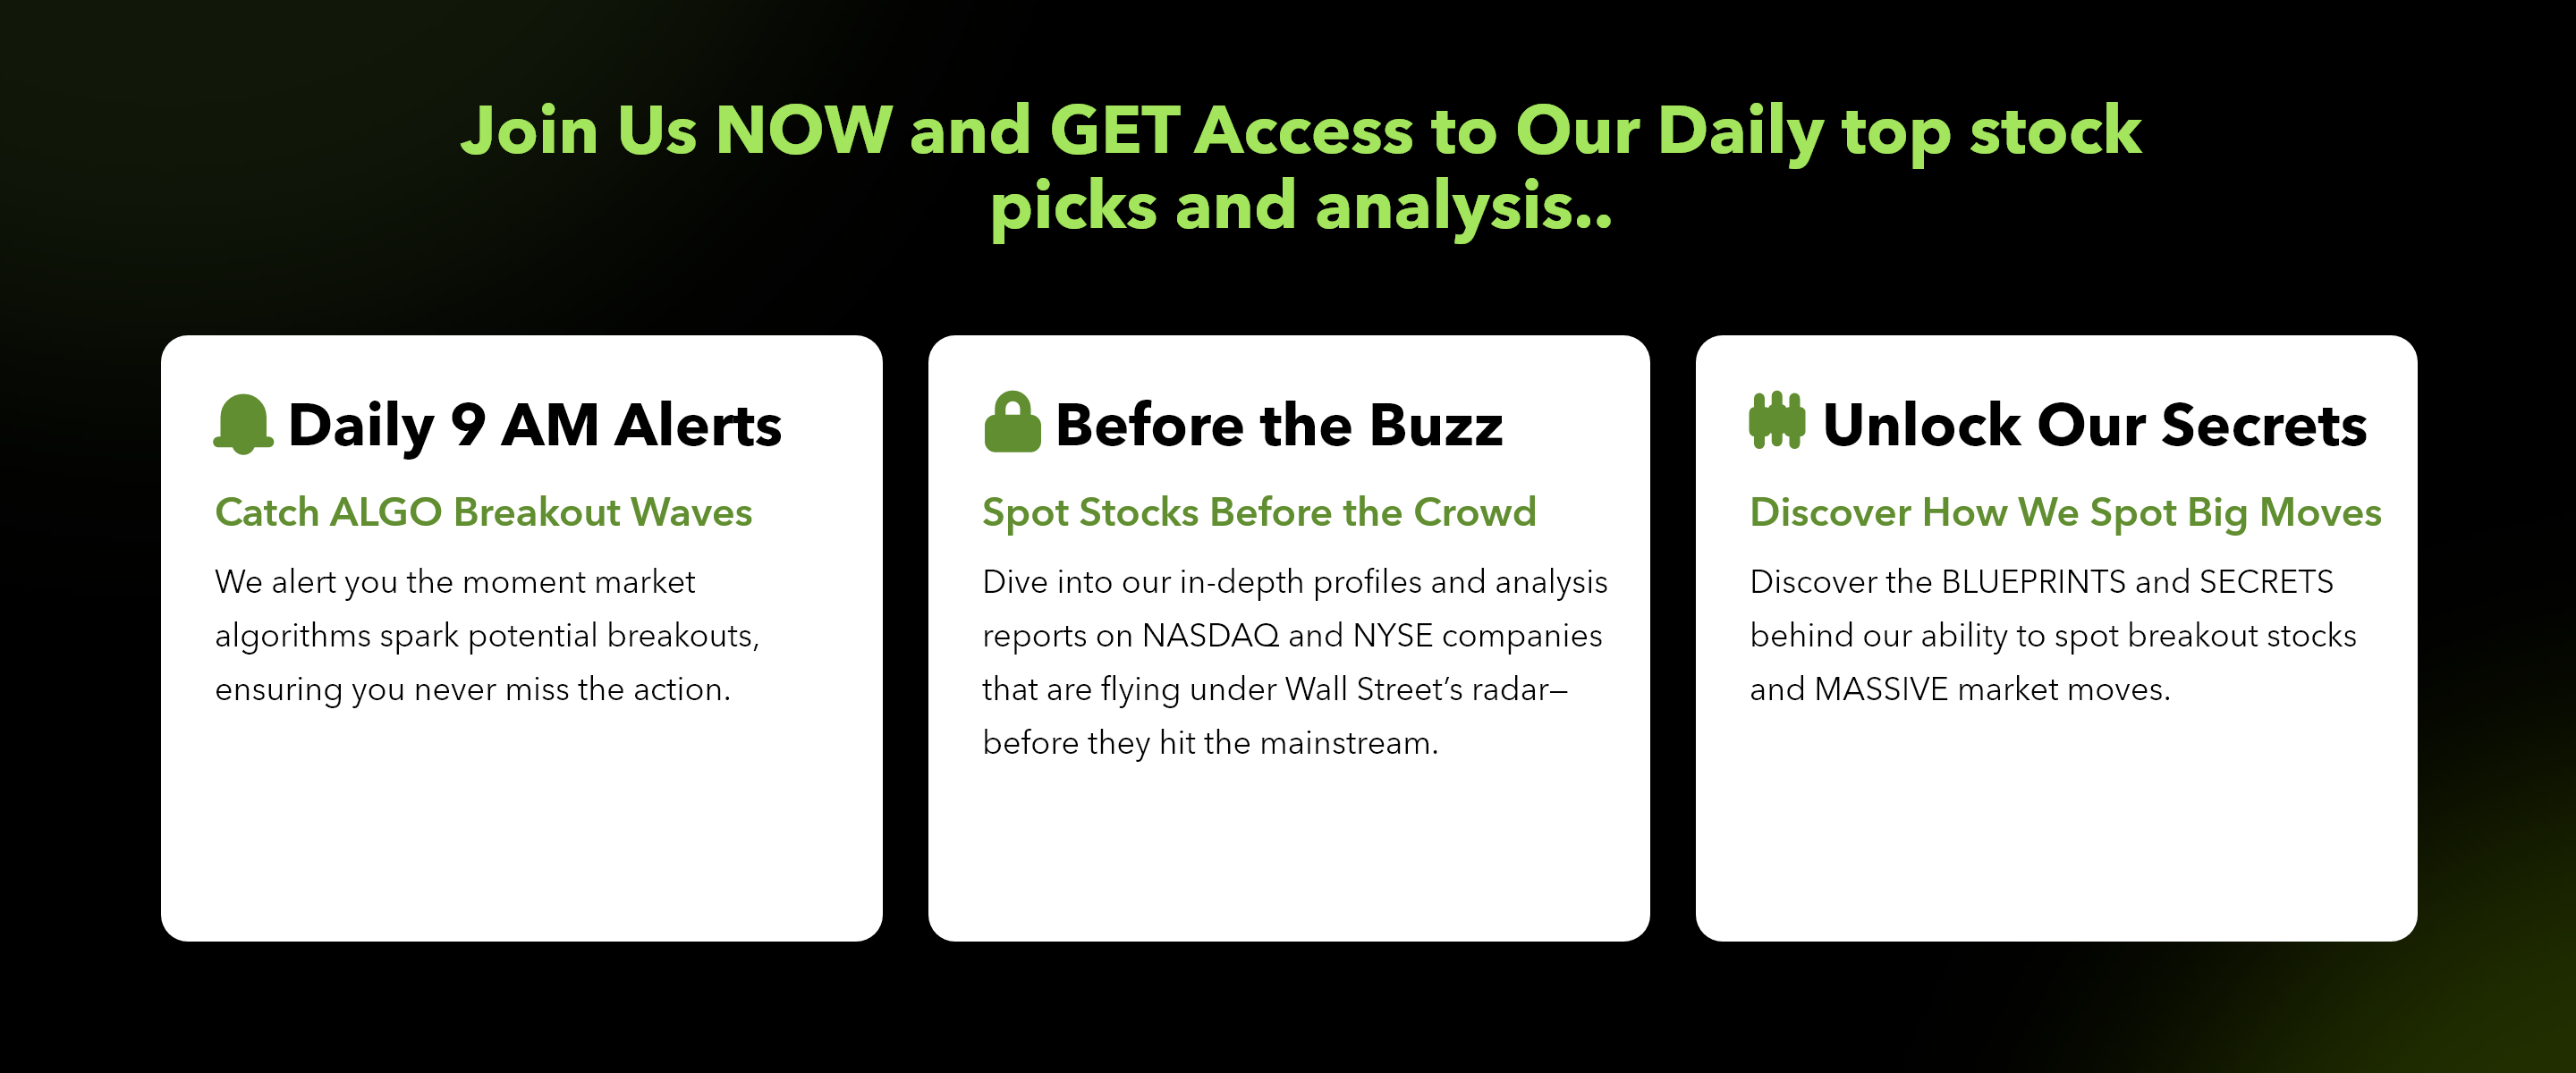 Join Us NOW and GET Access to Our Daily top stock
picks and analysis..
Daily 9 AM Alerts
Catch ALGO Breakout Waves
We alert you the moment market
algorithms spark potential breakouts,
ensuring you never miss the action.
Before the Buzz
Spot Stocks Before the Crowd
Dive into our in-depth profiles and analysis
reports on NASDAQ and NYSE companies
that are flying under Wall Street’s radar—
before they hit the mainstream.
Unlock Our Secrets
Discover How We Spot Big Moves
Discover the BLUEPRINTS and SECRETS
behind our ability to spot breakout stocks
and MASSIVE market moves.